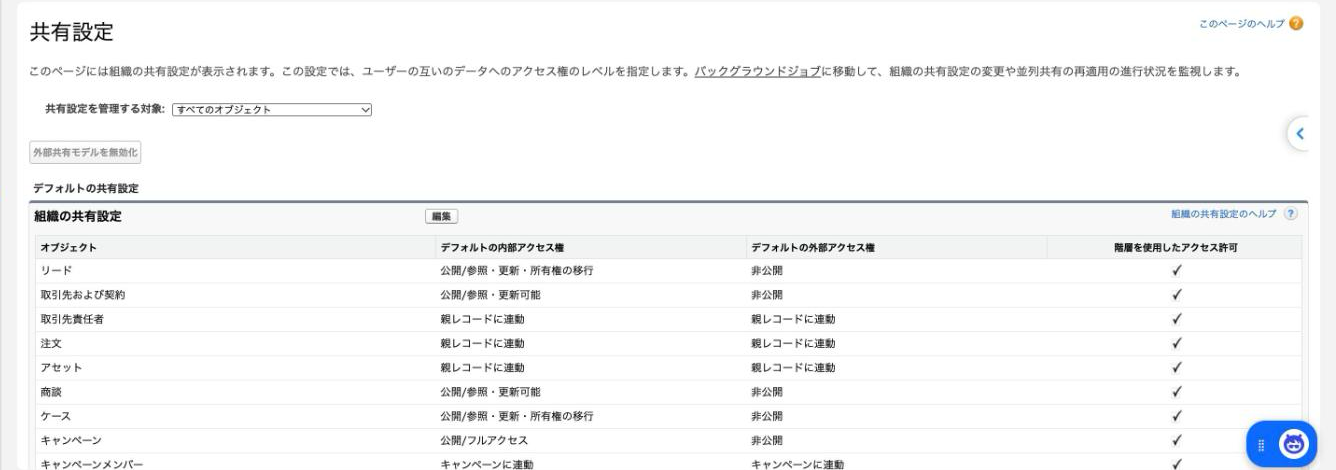 共有設定
このページのヘルプ ?
このページには組織の共有設定が表示されます。この設定では、ユーザーの互いのデータへのアクセス権のレベルを指定します。バックグラウンドジョブに移動して、組織の共有設定の変更や並列共有の再適用の進行状況を監視します。
共有設定を管理する対象: すべてのオブジェクト
外部共有モデルを無効化
デフォルトの共有設定
組織の共有設定 編集 組織の共有設定のヘルプ ?
オブジェクト デフォルトの内部アクセス権 デフォルトの外部アクセス権 階層を使用したアクセス許可
リード 公開/参照・更新・所有権の移行 非公開 ✓
取引先および契約 公開/参照・更新可能 非公開 ✓
取引先責任者 親レコードに連動 親レコードに連動 ✓
注文 親レコードに連動 親レコードに連動 ✓
アセット 親レコードに連動 親レコードに連動 ✓
商談 公開/参照・更新可能 非公開 ✓
ケース 公開/参照・更新・所有権の移行 非公開 ✓
キャンペーン 公開/フルアクセス 非公開 ✓
キャンペーンメンバー キャンペーンに連動 キャンペーンに連動 ✓